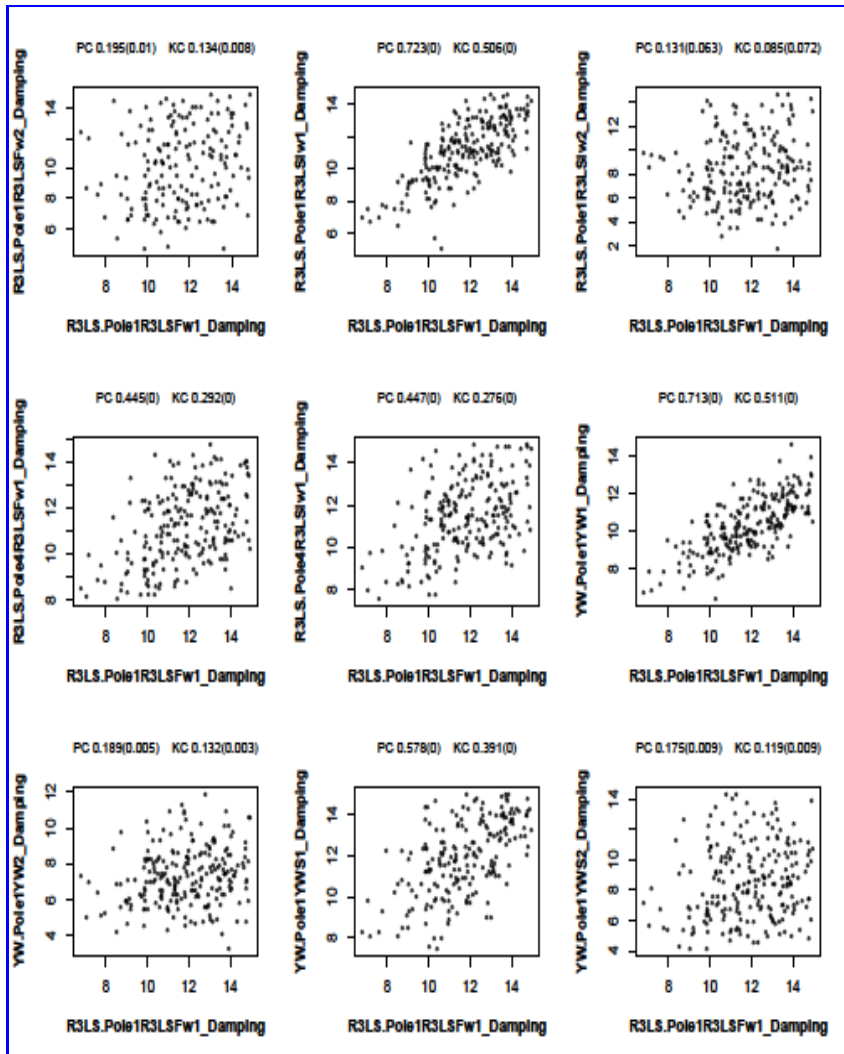 PC 0.195(0.01) KC 0.134(0.008)
R3LS.Pole1R3LSFw2_Damping
14
12
10
8
6
8 10 12 14
R3LS.Pole1R3LSFw1_Damping
PC 0.723(0) KC 0.506(0)
R3LS.Pole1R3LSIw1_Damping
14
12
10
8
6
8 10 12 14
R3LS.Pole1R3LSFw1_Damping
PC 0.131(0.063) KC 0.085(0.072)
R3LS.Pole1R3LSIw2_Damping
12
10
8
6
4
2
8 10 12 14
R3LS.Pole1R3LSFw1_Damping
PC 0.445(0) KC 0.292(0)
R3LS.Pole4R3LSFw1_Damping
14
12
10
8
8 10 12 14
R3LS.Pole1R3LSFw1_Damping
PC 0.447(0) KC 0.276(0)
R3LS.Pole4R3LSIw1_Damping
14
12
10
8
8 10 12 14
R3LS.Pole1R3LSFw1_Damping
PC 0.713(0) KC 0.511(0)
YW.Pole1YW1_Damping
14
12
10
8
8 10 12 14
R3LS.Pole1R3LSFw1_Damping
PC 0.189(0.005) KC 0.132(0.003)
YW.Pole1YW2_Damping
12
10
8
6
4
8 10 12 14
R3LS.Pole1R3LSFw1_Damping
PC 0.578(0) KC 0.391(0)
YW.Pole1YWS1_Damping
14
12
10
8
8 10 12 14
R3LS.Pole1R3LSFw1_Damping
PC 0.175(0.009) KC 0.119(0.009)
YW.Pole1YWS2_Damping
14
10
8
6
4
8 10 12 14
R3LS.Pole1R3LSFw1_Damping